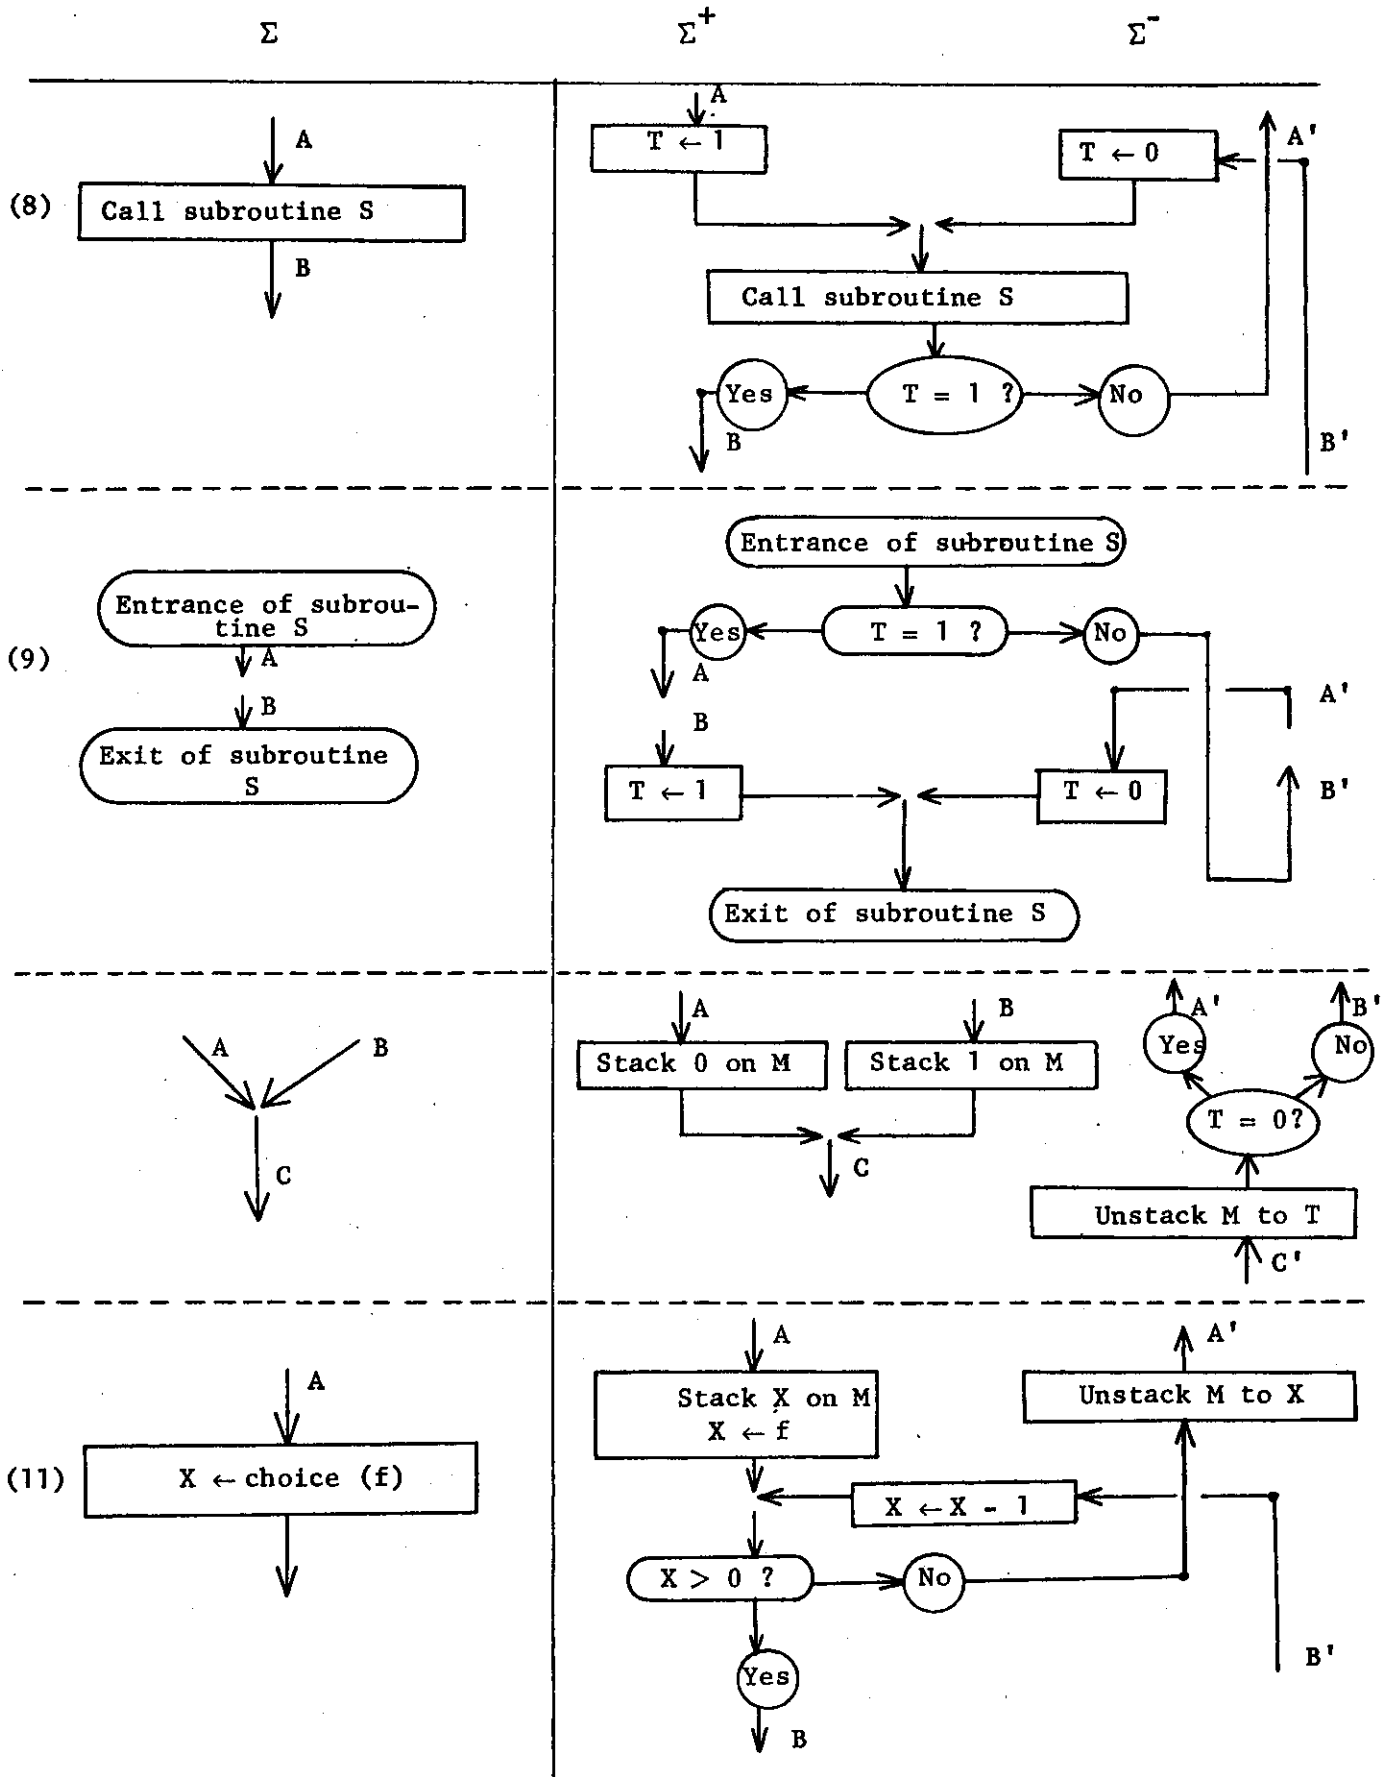 Σ Σ⁺ Σ⁻
(8)
A
Call subroutine S
B
A
T ← 1
T ← 0
A'
Call subroutine S
Yes
T = 1 ?
No
B
B'
(9)
Entrance of subrou-
tine S
A
B
Exit of subroutine
S
Entrance of subroutine S
Yes
T = 1 ?
No
A
A'
B
T ← 1
T ← 0
B'
Exit of subroutine S
A
B
C
A
B
Stack 0 on M
Stack 1 on M
C
A'
B'
Yes
No
T = 0?
Unstack M to T
C'
(11)
A
X ← choice (f)
A
Stack X on M
X ← f
A'
Unstack M to X
X ← X - 1
X > 0 ?
No
Yes
B
B'